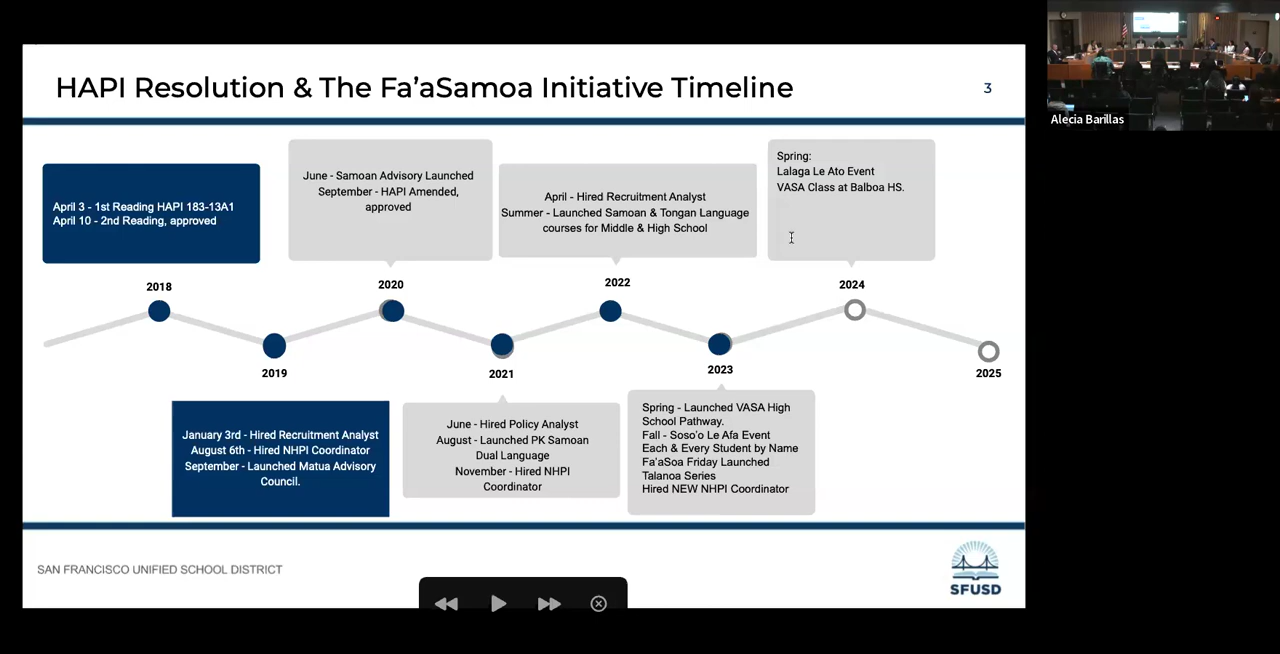 HAPI Resolution & The Fa'aSamoa Initiative Timeline
3
Alecia Barillas
April 3 - 1st Reading HAPI 183-13A1
April 10 - 2nd Reading, approved
June - Samoan Advisory Launched
September - HAPI Amended,
approved
April - Hired Recruitment Analyst
Summer - Launched Samoan & Tongan Language
courses for Middle & High School
Spring:
Lalaga Le Ato Event
VASA Class at Balboa HS.
2018
2020
2022
2024
2019
2021
2023
2025
January 3rd - Hired Recruitment Analyst
August 6th - Hired NHPI Coordinator
September - Launched Matua Advisory
Council.
June - Hired Policy Analyst
August - Launched PK Samoan
Dual Language
November - Hired NHPI
Coordinator
Spring - Launched VASA High
School Pathway.
Fall - Soso'o Le Afa Event
Each & Every Student by Name
Fa'aSoa Friday Launched
Talanoa Series
Hired NEW NHPI Coordinator
SAN FRANCISCO UNIFIED SCHOOL DISTRICT
SFUSD